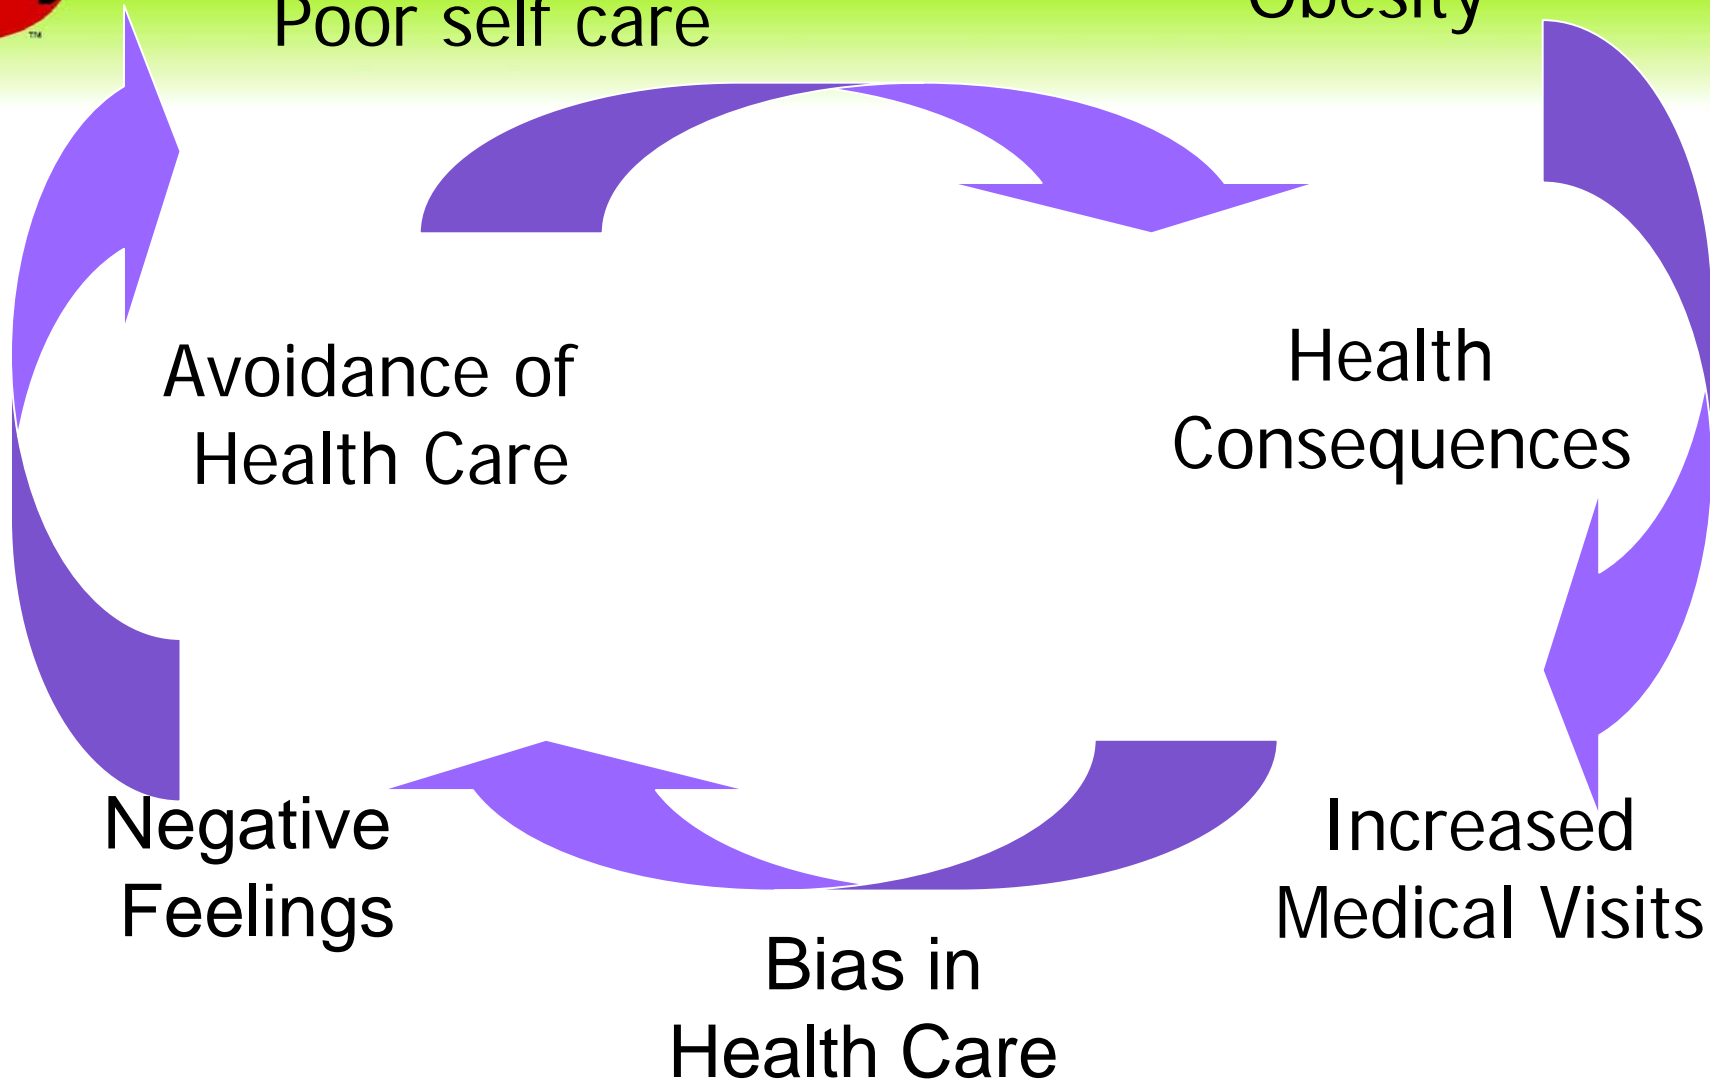 Poor self care
Obesity
Avoidance of
Health Care
Health
Consequences
Negative
Feelings
Increased
Medical Visits
Bias in
Health Care
TM